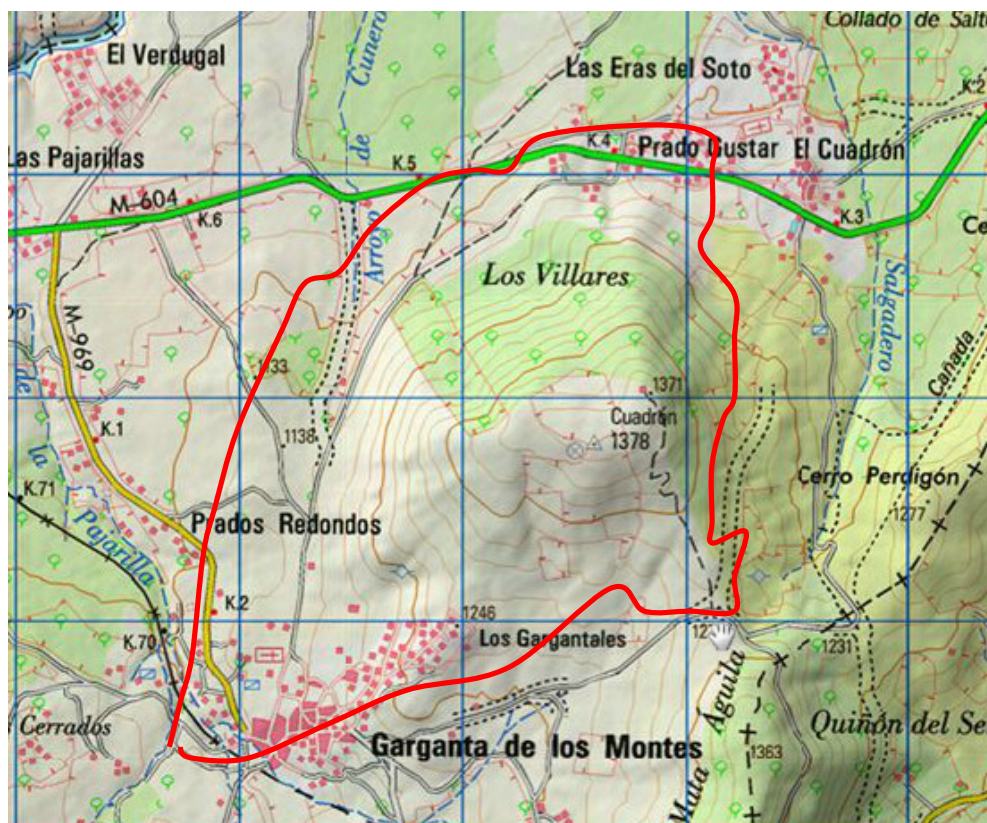 Collado de Salt
El Verdugal
Cunero
de
Arroyo
Las Eras del Soto
K.2
Las Pajarillas
K.5
K.4
Prado Gustar
El Cuadrón
M-604
K.6
K.3
Ce
Los Villares
Salgadero
M-969
de
la
Pajarilla
1133
1371
Cañada
Cuadrón
1378
K.1
1138
Cerro Perdigón
K.71
1277
Prados Redondos
K.2
1246
K.70
Los Gargantales
1231
Cerrados
Garganta de los Montes
Mata Águila
1363
Quiñón del Se